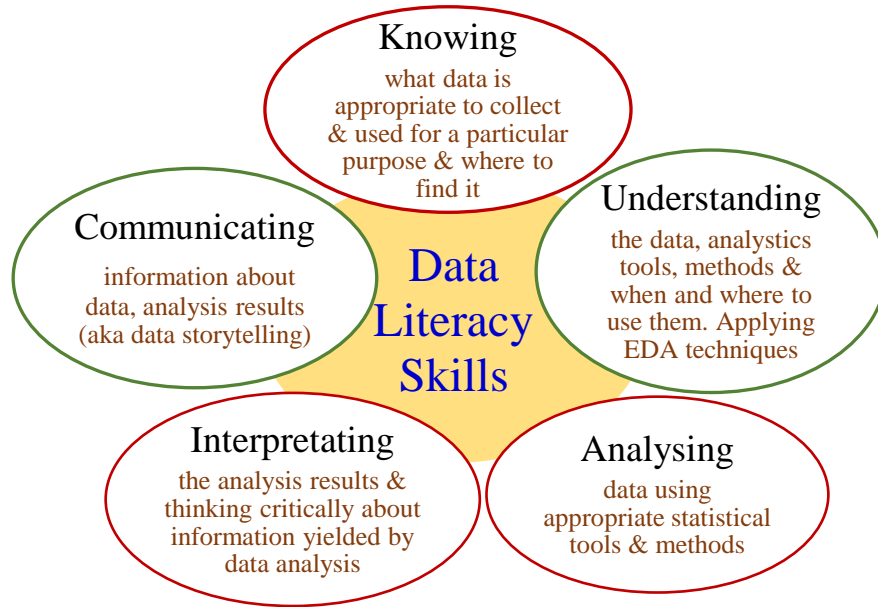 Knowing
what data is
appropriate to collect
& used for a particular
purpose & where to
find it
Understanding
the data, analystics
tools, methods &
when and where to
use them. Applying
EDA techniques
Analysing
data using
appropriate statistical
tools & methods
Interpretating
the analysis results &
thinking critically about
information yielded by
data analysis
Communicating
information about
data, analysis results
(aka data storytelling)
Data
Literacy
Skills